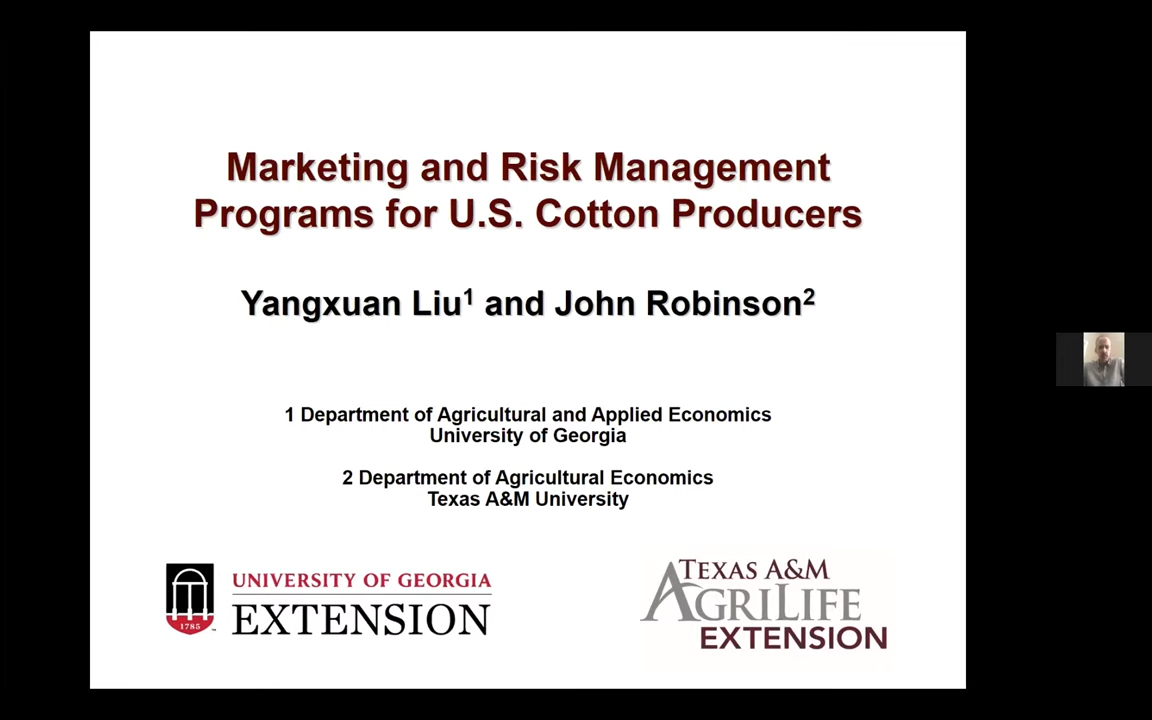 Marketing and Risk Management
Programs for U.S. Cotton Producers
Yangxuan Liu1 and John Robinson2
1 Department of Agricultural and Applied Economics
University of Georgia
2 Department of Agricultural Economics
Texas A&M University
1785
UNIVERSITY OF GEORGIA
EXTENSION
TEXAS A&M
AGRILIFE
EXTENSION